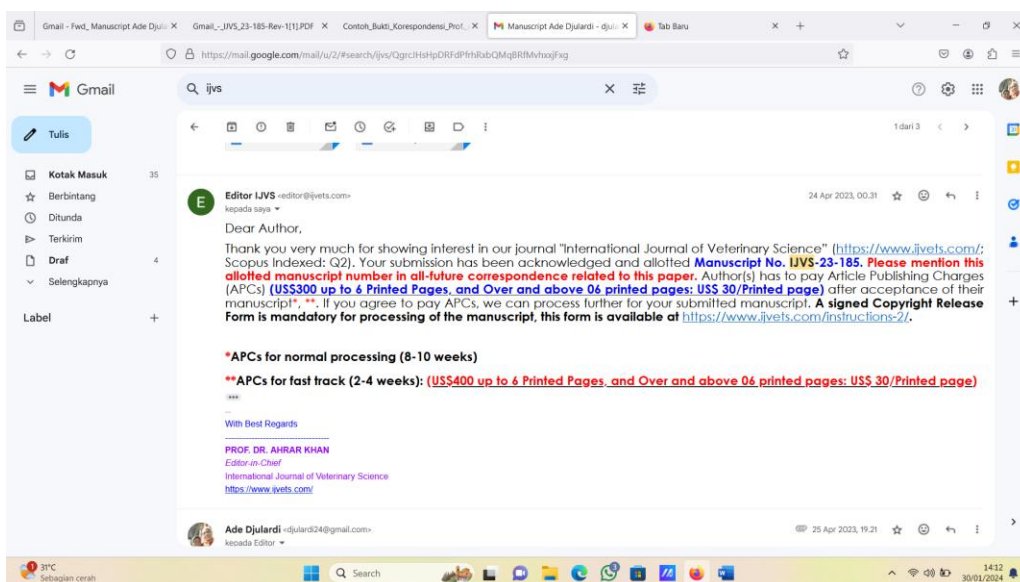 Gmail - Fwd_ Manuscript Ade Djula
Gmail_-_IJVS_23-185-Rev-1[1].PDF
Contoh_Bukti_Korespondensi_Prof._
Manuscript Ade Djulardi - djula
Tab Baru
https://mail.google.com/mail/u/2/#search/ijvs/QgrcJHsHpDRFdPfrhRxbCQMqBRfMvhxxjFxg
Gmail
ijvs
Tulis
1 dari 3
Kotak Masuk 35
Berbintang
Ditunda
Terkirim
Draf 4
Selengkapnya
Label
Editor IJVS <editor@ijvets.com> 24 Apr 2023, 00.31
kepada saya
Dear Author,
Thank you very much for showing interest in our journal "International Journal of Veterinary Science" (https://www.ijvets.com/;
Scopus Indexed: Q2). Your submission has been acknowledged and allotted Manuscript No. IJVS-23-185. Please mention this
allotted manuscript number in all-future correspondence related to this paper. Author(s) has to pay Article Publishing Charges
(APCs) (US$300 up to 6 Printed Pages, and Over and above 06 printed pages: US$ 30/Printed page) after acceptance of their
manuscript*, **. If you agree to pay APCs, we can process further for your submitted manuscript. A signed Copyright Release
Form is mandatory for processing of the manuscript, this form is available at https://www.ijvets.com/instructions-2/.
*APCs for normal processing (8-10 weeks)
**APCs for fast track (2-4 weeks): (US$400 up to 6 Printed Pages, and Over and above 06 printed pages: US$ 30/Printed page)
--
With Best Regards
-----------------------------------
PROF. DR. AHRAR KHAN
Editor-in-Chief
International Journal of Veterinary Science
https://www.ijvets.com/
Ade Djulardi <djulardi24@gmail.com> 25 Apr 2023, 19.21
kepada Editor
31°C
Sebagian cerah
Search
14:12
30/01/2024